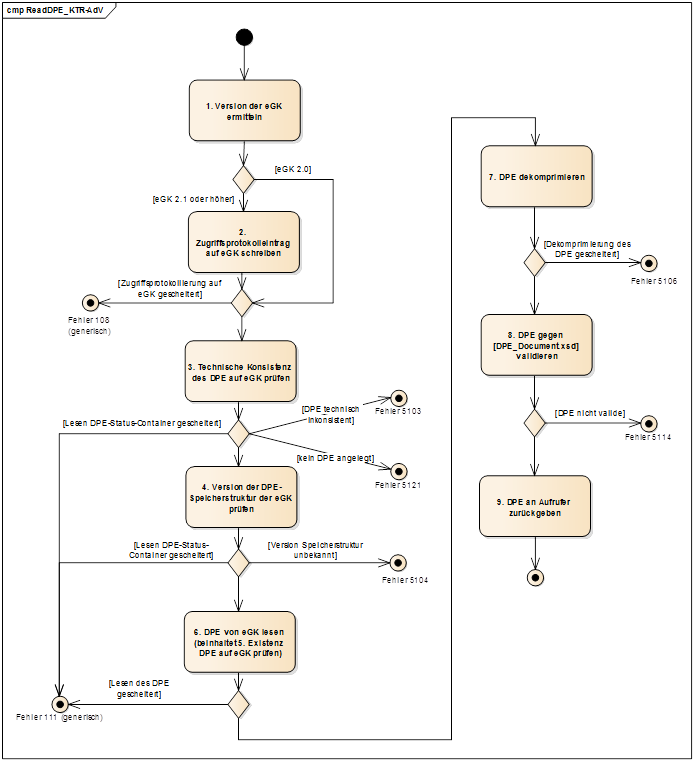 cmp ReadDPE_KTR-AdV
1. Version der eGK
ermitteln
[eGK 2.0]
[eGK 2.1 oder höher]
2.
Zugriffsprotokolleintrag
auf eGK schreiben
[Zugriffsprotokollierung auf
eGK gescheitert]
Fehler 108
(generisch)
3. Technische Konsistenz
des DPE auf eGK prüfen
[DPE technisch
inkonsistent]
Fehler 5103
[Lesen DPE-Status-Container gescheitert]
[kein DPE angelegt]
Fehler 5121
4. Version der DPE-
Speicherstruktur der eGK
prüfen
[Lesen DPE-Status-
Container gescheitert]
[Version Speicherstruktur
unbekannt]
Fehler 5104
6. DPE von eGK lesen
(beinhaltet 5. Existenz
DPE auf eGK prüfen)
[Lesen des DPE
gescheitert]
Fehler 111 (generisch)
7. DPE dekomprimieren
[Dekomprimierung des
DPE gescheitert]
Fehler 5106
8. DPE gegen
[DPE_Document.xsd]
validieren
[DPE nicht valide]
Fehler 5114
9. DPE an Aufrufer
zurückgeben